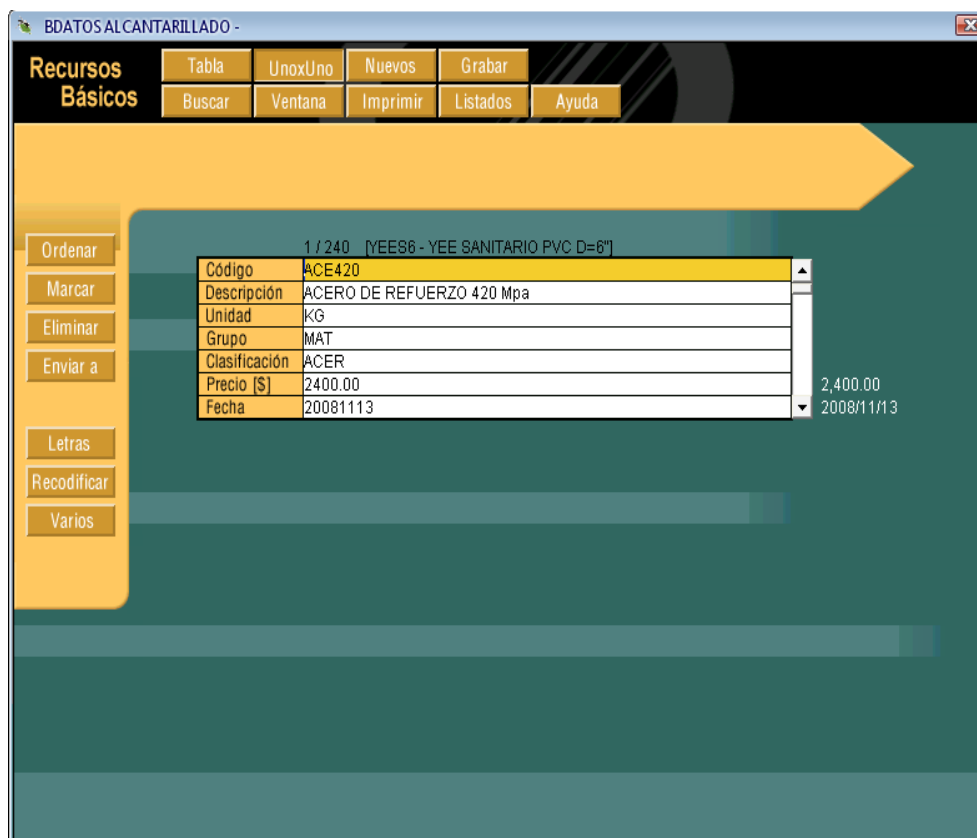 BDATOS ALCANTARILLADO -
Recursos Básicos
Tabla UnoxUno Nuevos Grabar
Buscar Ventana Imprimir Listados Ayuda
Ordenar
Marcar
Eliminar
Enviar a
Letras
Recodificar
Varios
1 / 240 [YEES6 - YEE SANITARIO PVC D=6"]
Código ACE420
Descripción ACERO DE REFUERZO 420 Mpa
Unidad KG
Grupo MAT
Clasificación ACER
Precio [$] 2400.00 2,400.00
Fecha 20081113 2008/11/13